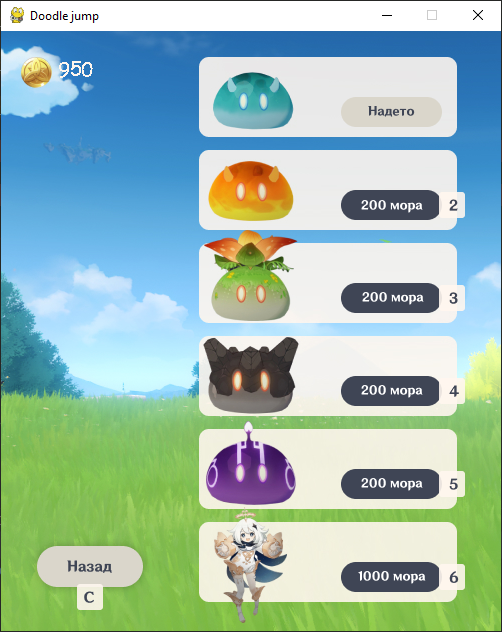 Doodle jump
950
Надето
200 мора 2
200 мора 3
200 мора 4
200 мора 5
1000 мора 6
Назад
C